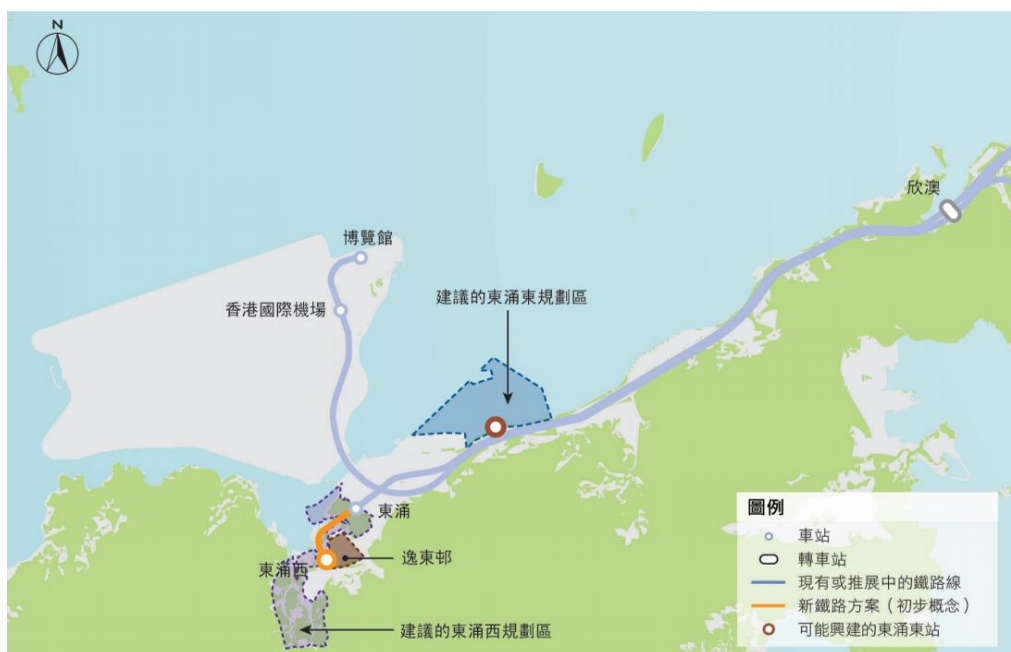 N
欣澳
博覽館
建議的東涌東規劃區
香港國際機場
東涌
逸東邨
東涌西
建議的東涌西規劃區
圖例
車站
轉車站
現有或推展中的鐵路線
新鐵路方案（初步概念）
可能興建的東涌東站